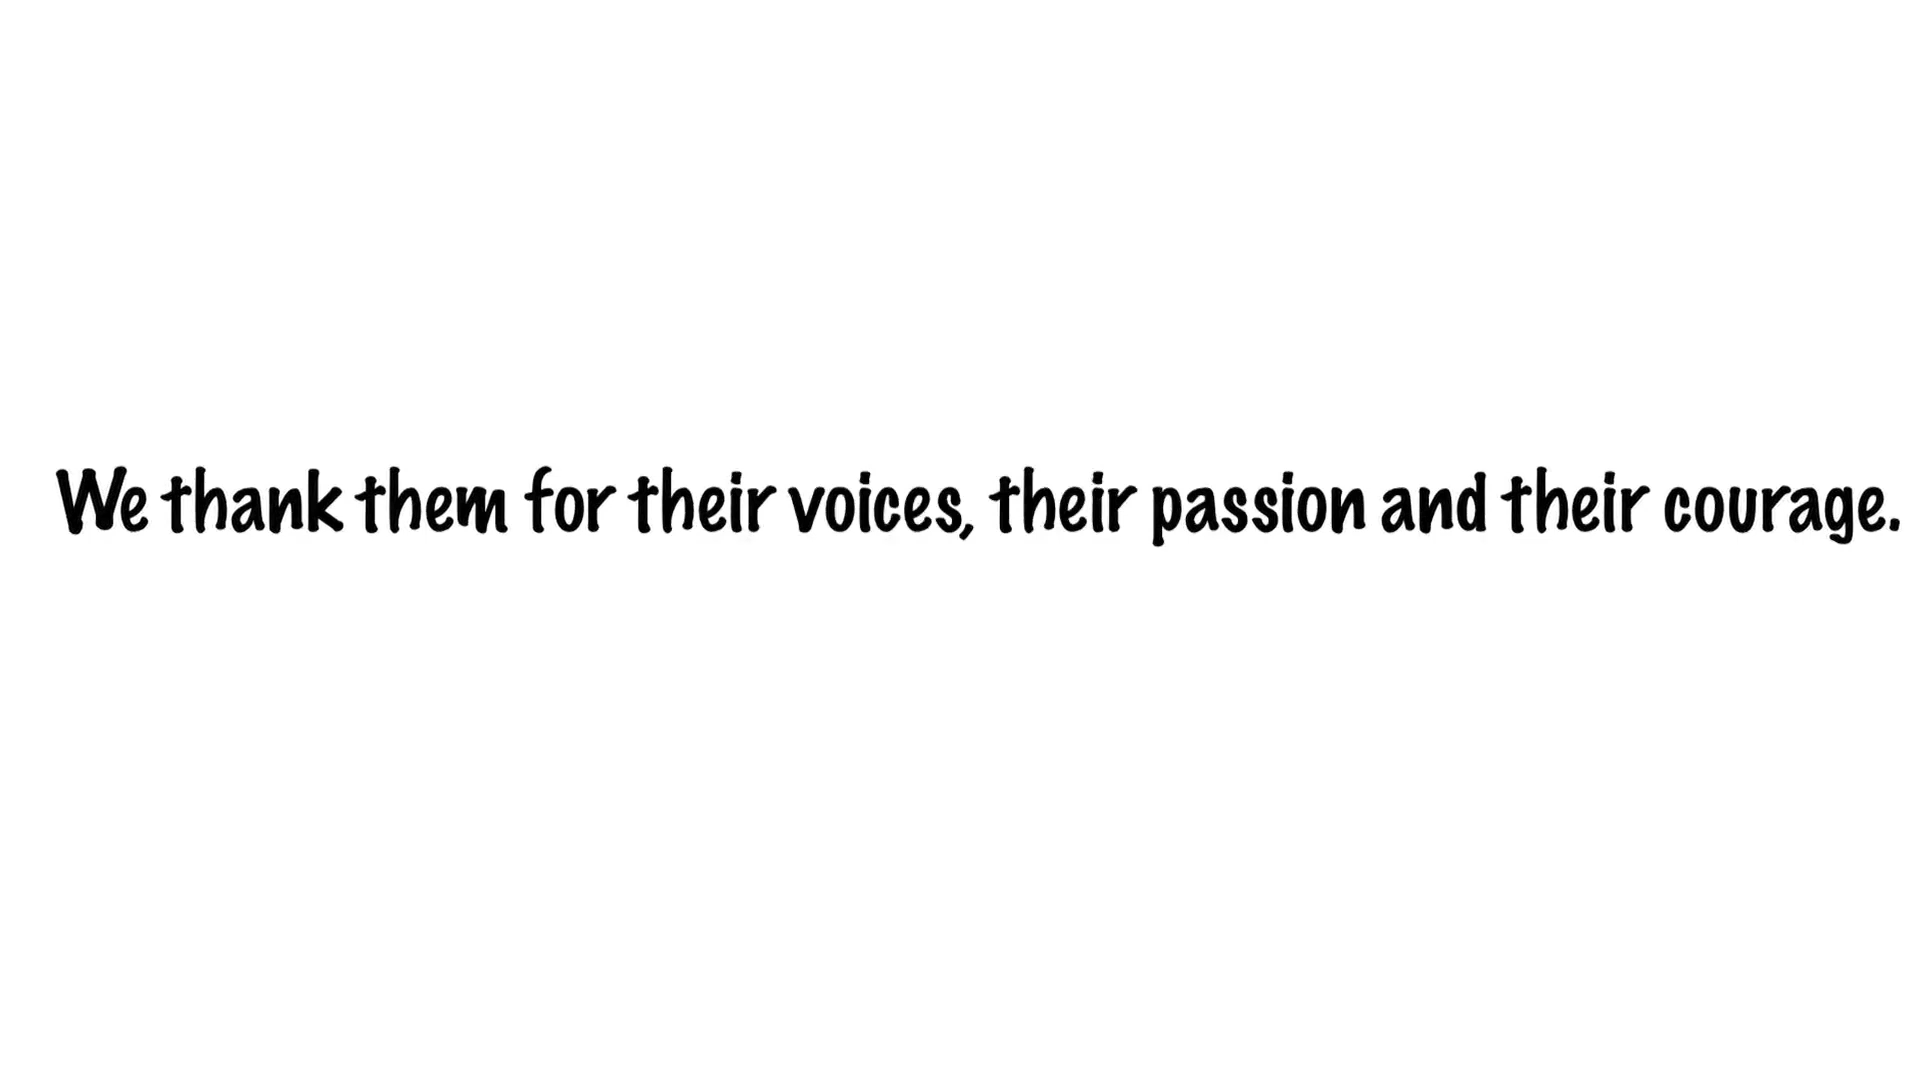 We thank them for their voices, their passion and their courage.